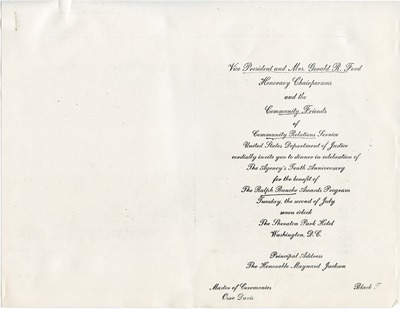 Vice President and Mrs. Gerald R. Ford
Honorary Chairpersons
and the
Community Friends
of
Community Relations Service
United States Department of Justice
cordially invite you to dinner in celebration of
The Agency's Tenth Anniversary
for the benefit of
The Ralph Bunche Awards Program
Tuesday, the second of July
seven o'clock
The Sheraton Park Hotel
Washington, D.C.
Principal Address
The Honorable Maynard Jackson
Master of Ceremonies
Ossie Davis
Black T